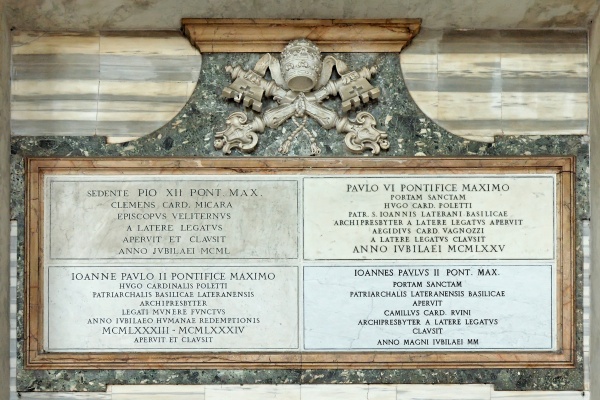 SEDENTE PIO XII PONT. MAX.
CLEMENS CARD. MICARA
EPISCOPVS VELITERNVS
A LATERE LEGATVS
APERVIT ET CLAVSIT
ANNO IVBILAEI MCML
PAVLO VI PONTIFICE MAXIMO
PORTAM SANCTAM
HVGO CARD. POLETTI
PATR. S. IOANNIS LATERANI BASILICAE
ARCHIPRESBYTER A LATERE LEGATVS APERVIT
AEGIDIVS CARD. VAGNOZZI
A LATERE LEGATVS CLAVSIT
ANNO IVBILAEI MCMLXXV
IOANNE PAVLO II PONTIFICE MAXIMO
HVGO CARDINALIS POLETTI
PATRIARCHALIS BASILICAE LATERANENSIS
ARCHIPRESBYTER
LEGATI MVNERE FVNCTVS
ANNO IVBILAEO HVMANAE REDEMPTIONIS
MCMLXXXIII - MCMLXXXIV
APERVIT ET CLAVSIT
IOANNES PAVLVS II PONT. MAX.
PORTAM SANCTAM
PATRIARCHALIS LATERANENSIS BASILICAE
APERVIT
CAMILLVS CARD. RVINI
ARCHIPRESBYTER A LATERE LEGATVS
CLAVSIT
ANNO MAGNI IVBILAEI MM